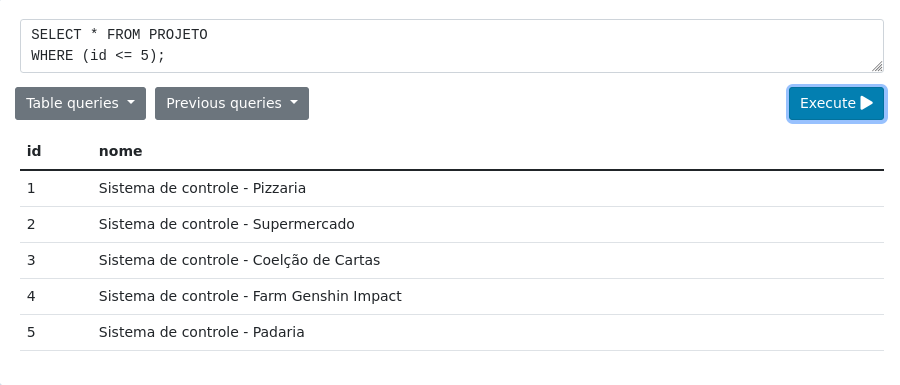 SELECT * FROM PROJETO
WHERE (id <= 5);
Table queries Previous queries Execute
id nome
1 Sistema de controle - Pizzaria
2 Sistema de controle - Supermercado
3 Sistema de controle - Coelção de Cartas
4 Sistema de controle - Farm Genshin Impact
5 Sistema de controle - Padaria